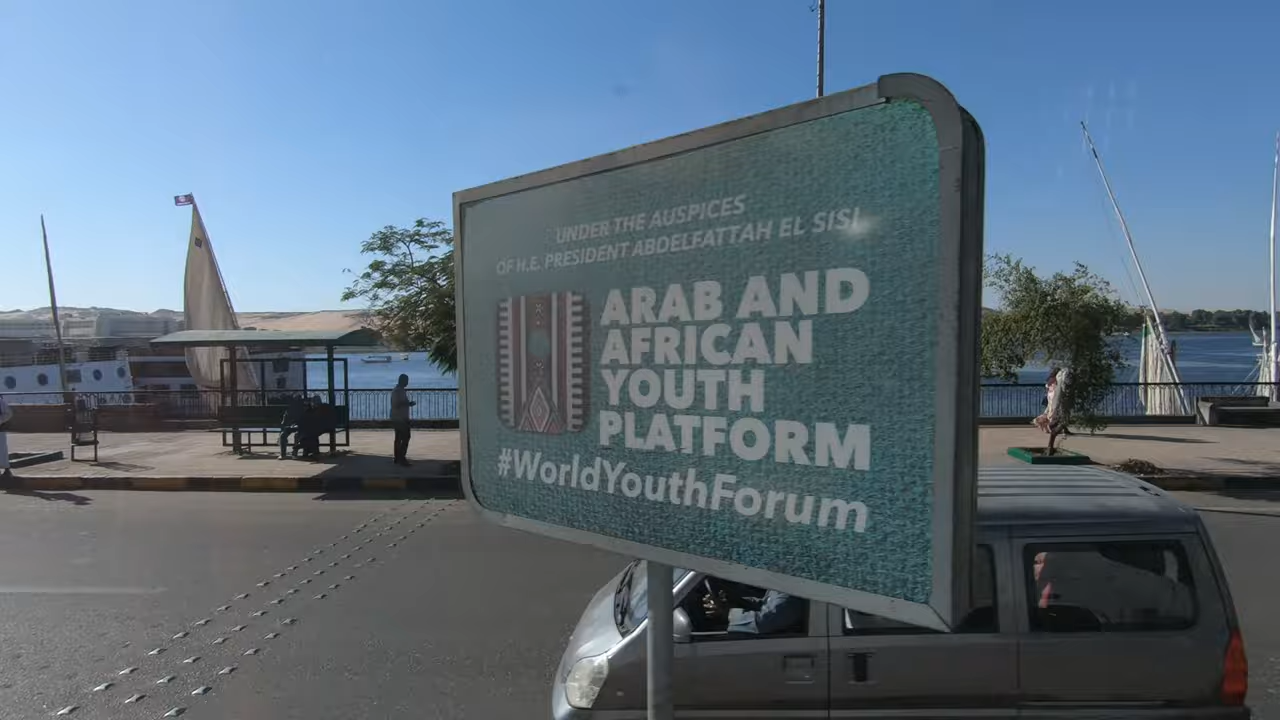 UNDER THE AUSPICES
OF H.E. PRESIDENT ABDELFATTAH EL SISI
ARAB AND
AFRICAN
YOUTH
PLATFORM
#WorldYouthForum